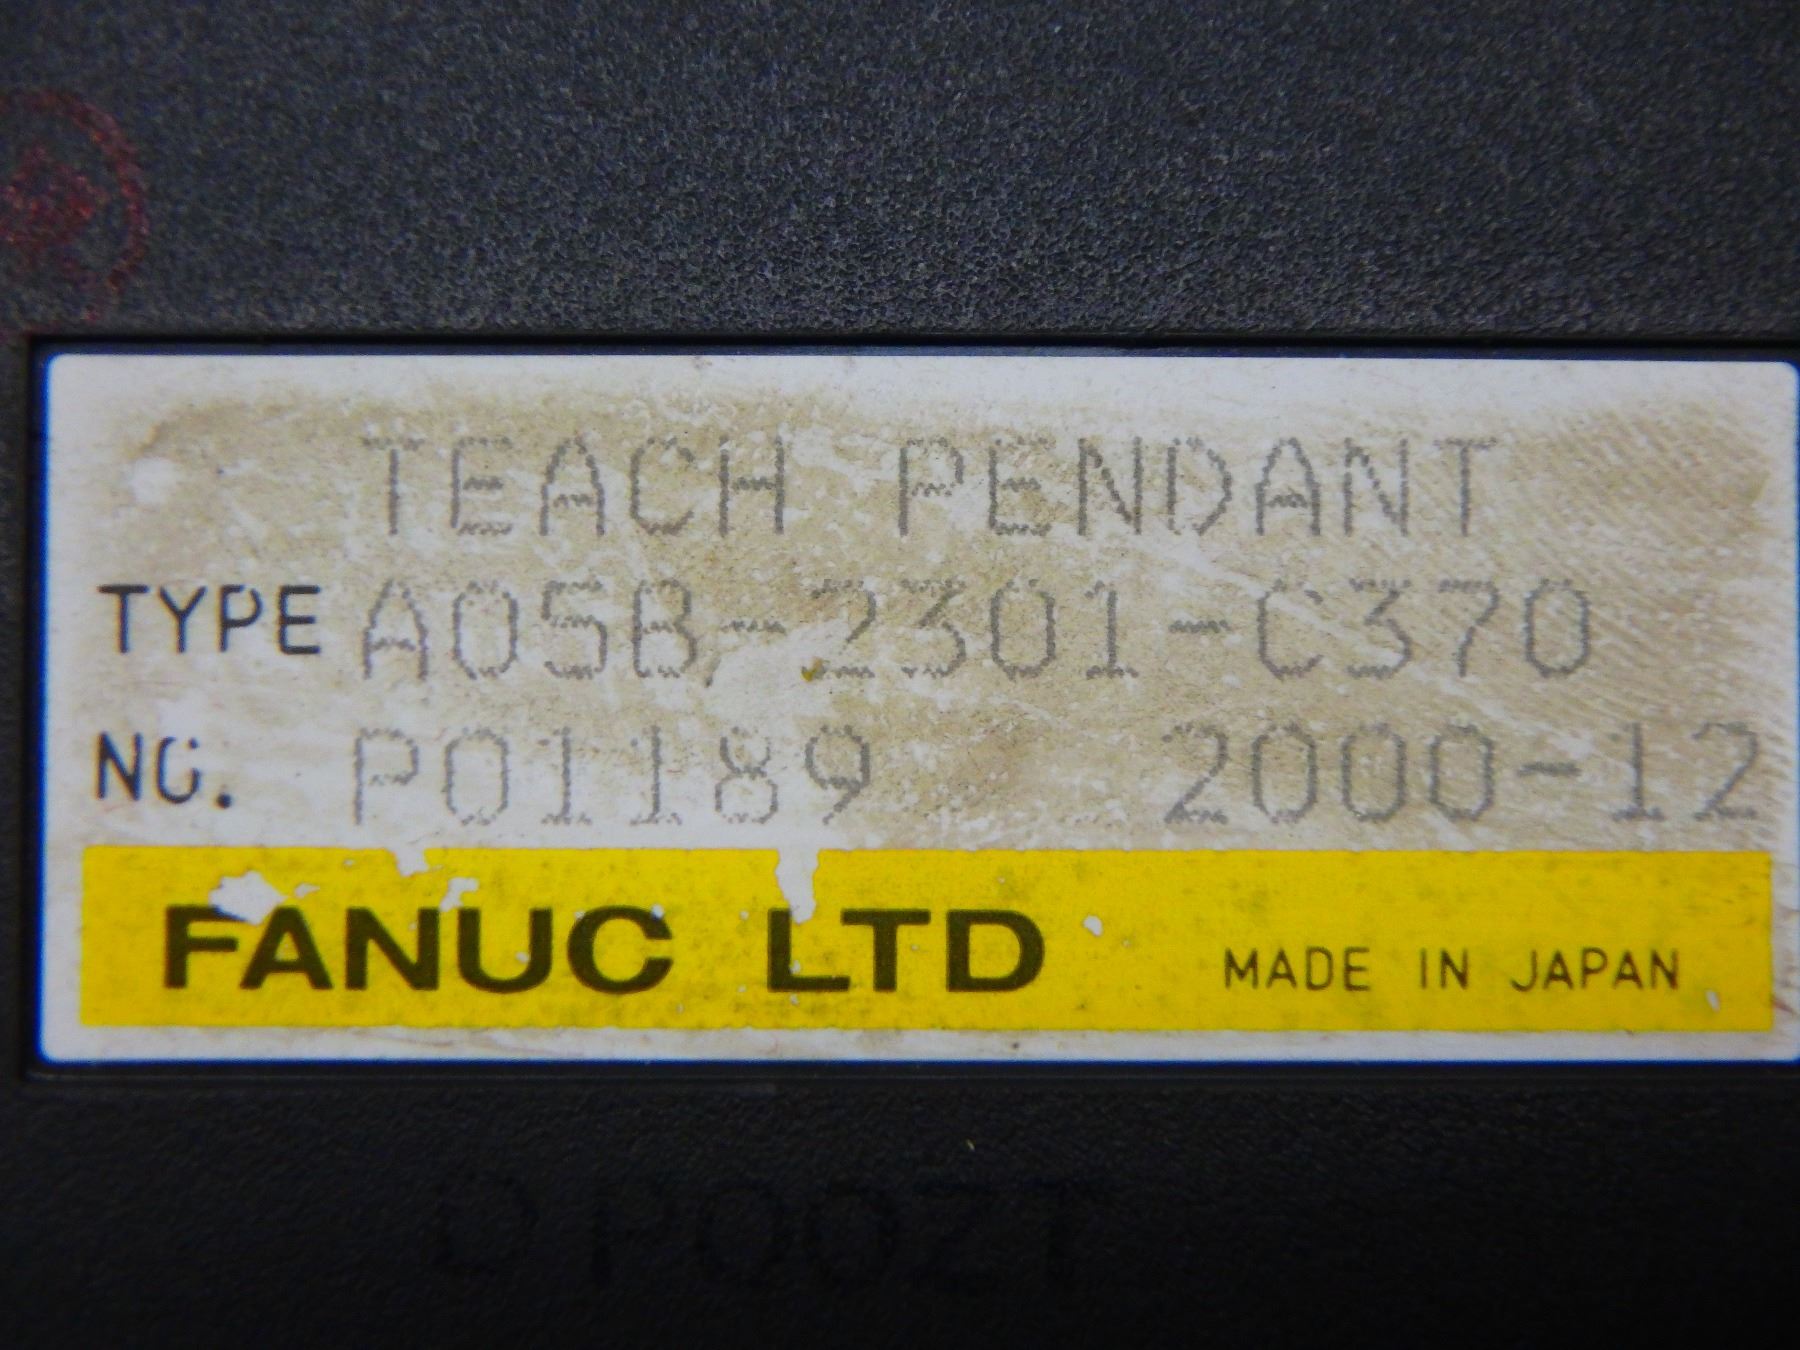 TEACH PENDANT
TYPE A05B-2301-C370
NO. P01189 2000-12
FANUC LTD MADE IN JAPAN